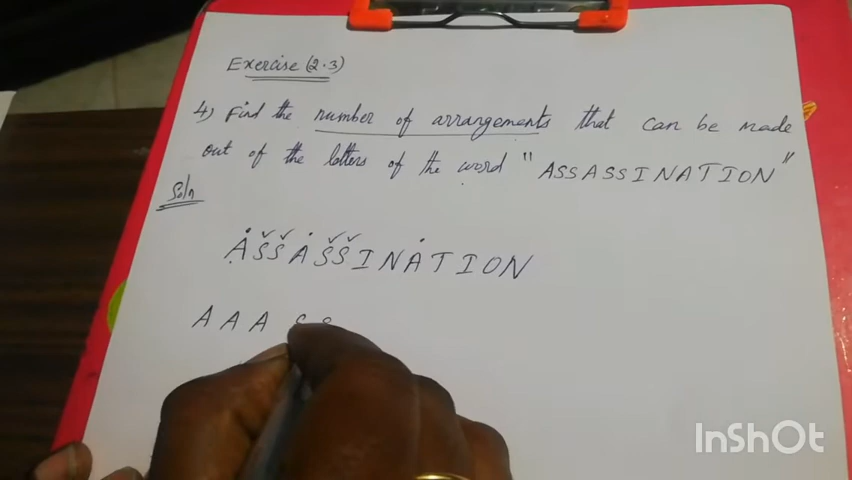 Exercise (2.3)
4) Find the number of arrangements that can be made
out of the letters of the word "ASSASSINATION"
Soln
ASSASSINATION
A A A S S
InShOt